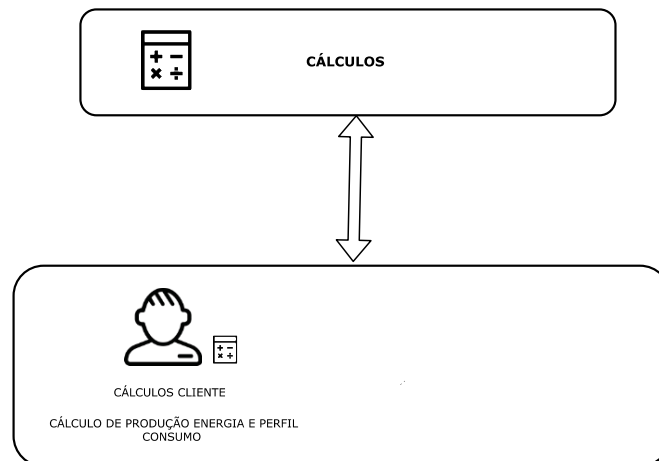 CÁLCULOS
CÁLCULOS CLIENTE
CÁLCULO DE PRODUÇÃO ENERGIA E PERFIL
CONSUMO